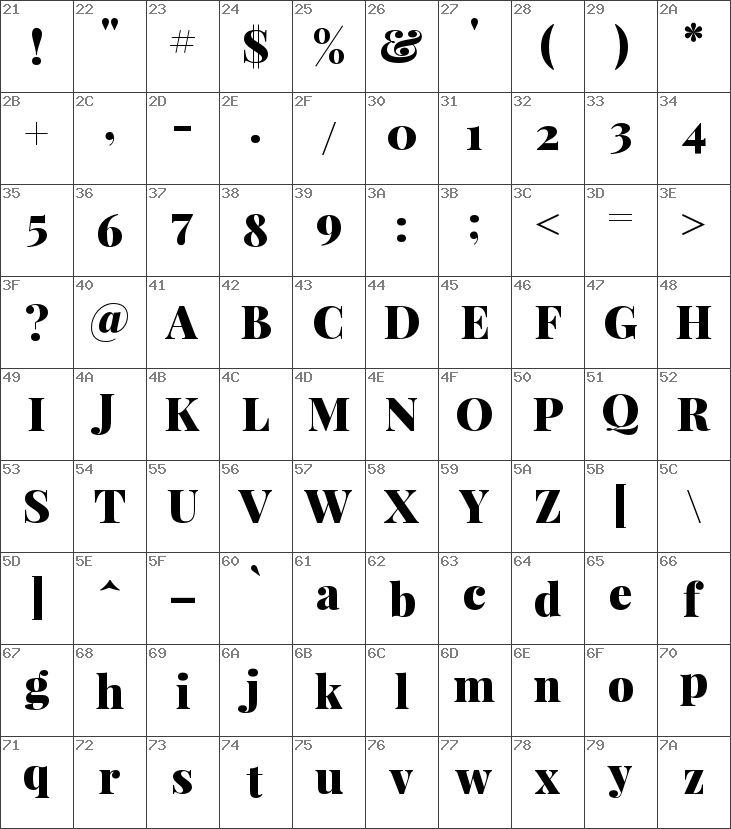 21 22 23 24 25 26 27 28 29 2A
! " # $ % & ' ( ) *
2B 2C 2D 2E 2F 30 31 32 33 34
+ , - . / 0 1 2 3 4
35 36 37 38 39 3A 3B 3C 3D 3E
5 6 7 8 9 : ; < = >
3F 40 41 42 43 44 45 46 47 48
? @ A B C D E F G H
49 4A 4B 4C 4D 4E 4F 50 51 52
I J K L M N O P Q R
53 54 55 56 57 58 59 5A 5B 5C
S T U V W X Y Z [ \
5D 5E 5F 60 61 62 63 64 65 66
] ^ _ ` a b c d e f
67 68 69 6A 6B 6C 6D 6E 6F 70
g h i j k l m n o p
71 72 73 74 75 76 77 78 79 7A
q r s t u v w x y z